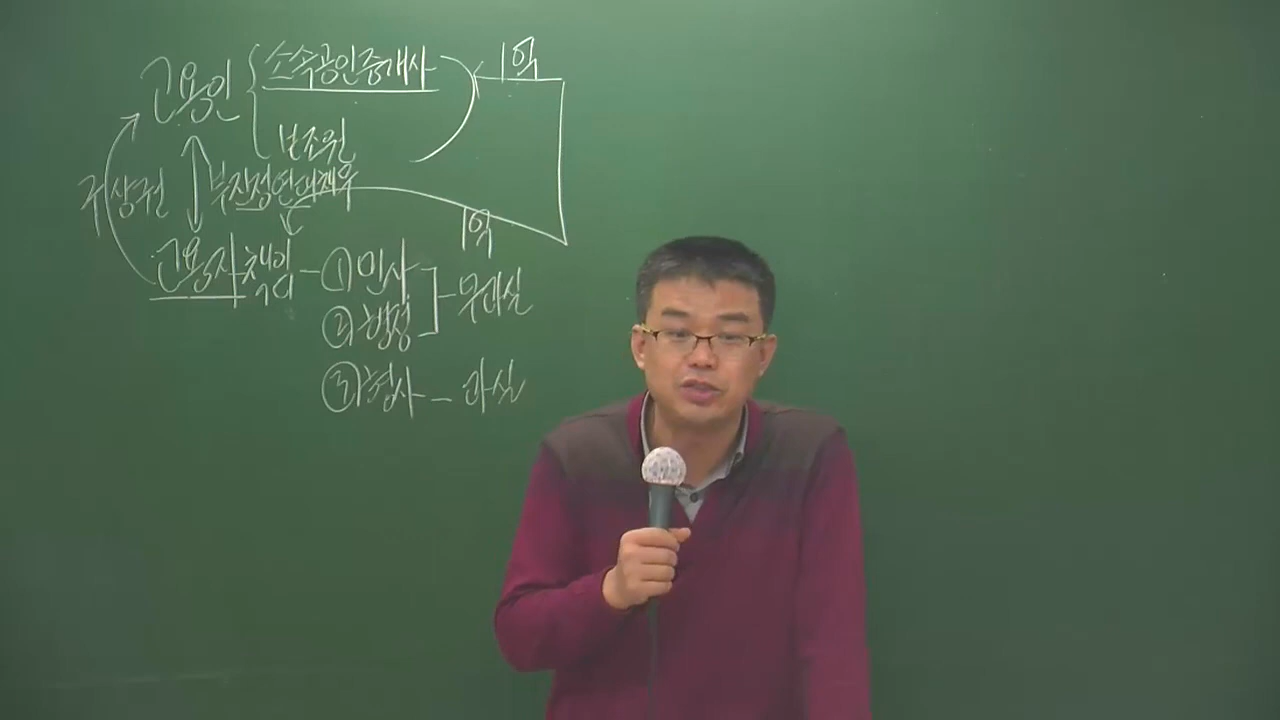 고용인 { 소속공인중개사 1억
보조원
구상권 부진정연대채무
1억
고용자책임 - ① 민사
② 행정 - 무과실
③ 형사 - 과실